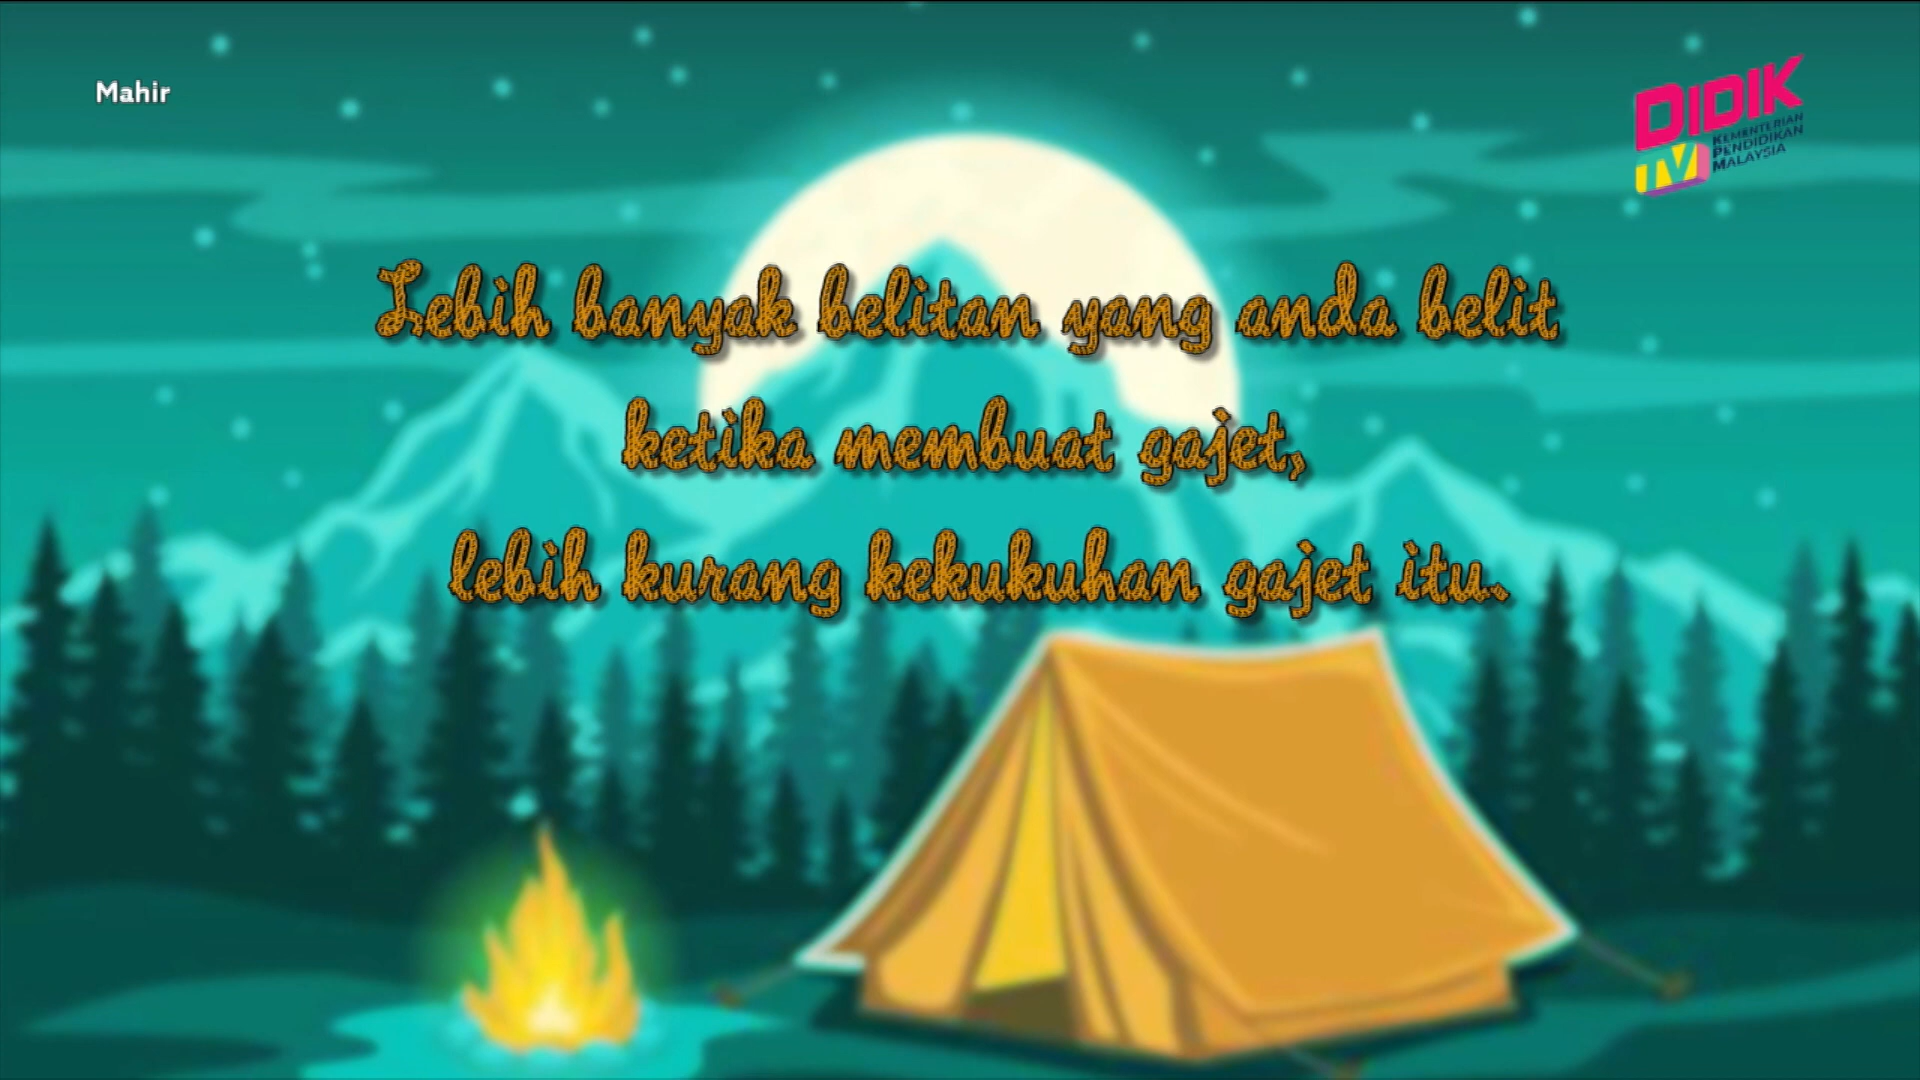 Mahir
DIDIK
TV
KEMENTERIAN
PENDIDIKAN
MALAYSIA
Lebih banyak belitan yang anda belit
ketika membuat gajet,
lebih kurang kekukuhan gajet itu.